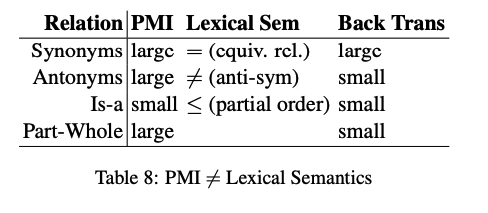 Relation PMI Lexical Sem Back Trans
Synonyms large = (equiv. rel.) large
Antonyms large ≠ (anti-sym) small
Is-a small ≤ (partial order) small
Part-Whole large small
Table 8: PMI ≠ Lexical Semantics